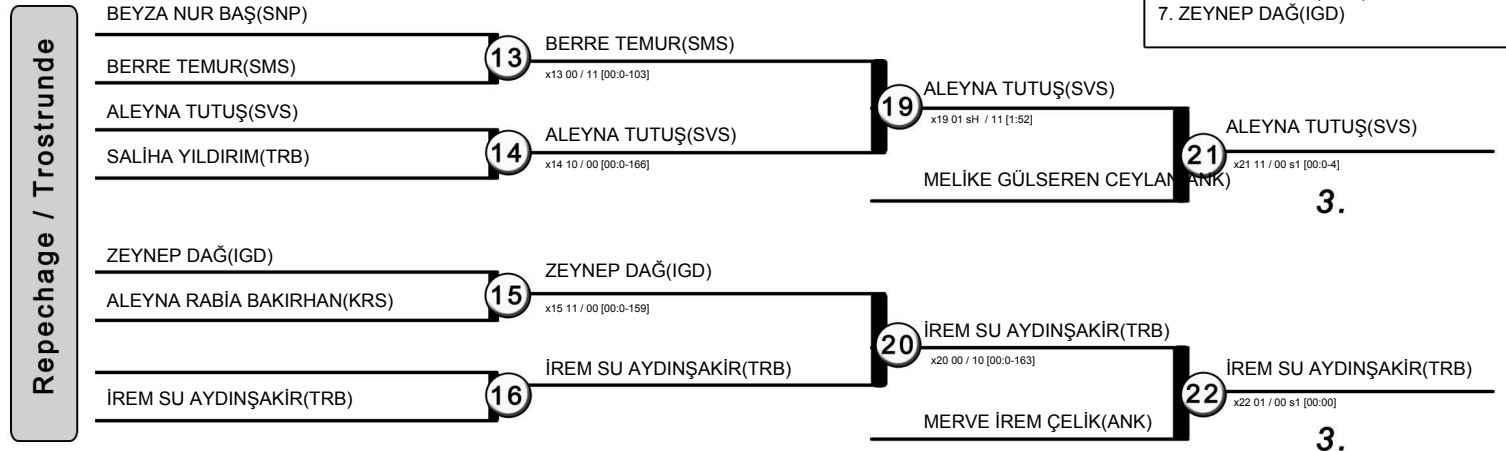 7. ZEYNEP DAĞ(IGD)
Repechage / Trostrunde
BEYZA NUR BAŞ(SNP)
BERRE TEMUR(SMS)
13
BERRE TEMUR(SMS)
x13 00 / 11 [00:0-103]
ALEYNA TUTUŞ(SVS)
SALİHA YILDIRIM(TRB)
14
ALEYNA TUTUŞ(SVS)
x14 10 / 00 [00:0-166]
19
ALEYNA TUTUŞ(SVS)
x19 01 sH / 11 [1:52]
MELİKE GÜLSEREN CEYLAN(ANK)
21
ALEYNA TUTUŞ(SVS)
x21 11 / 00 s1 [00:0-4]
3.
ZEYNEP DAĞ(IGD)
ALEYNA RABİA BAKIRHAN(KRS)
15
ZEYNEP DAĞ(IGD)
x15 11 / 00 [00:0-159]
İREM SU AYDINŞAKİR(TRB)
16
İREM SU AYDINŞAKİR(TRB)
20
İREM SU AYDINŞAKİR(TRB)
x20 00 / 10 [00:0-163]
MERVE İREM ÇELİK(ANK)
22
İREM SU AYDINŞAKİR(TRB)
x22 01 / 00 s1 [00:00]
3.